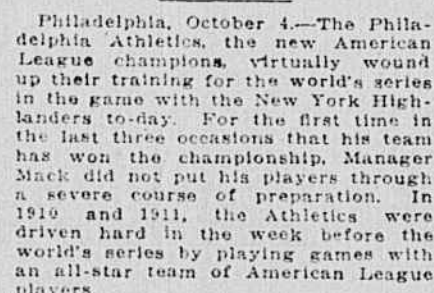 Philadelphia, October 4.—The Phila-
delphia Athletics, the new American
League champions, virtually wound
up their training for the world's series
in the game with the New York High-
landers to-day. For the first time in
the last three occasions that his team
has won the championship, Manager
Mack did not put his players through
a severe course of preparation. In
1910 and 1911, the Athletics were
driven hard in the week before the
world's series by playing games with
an all-star team of American League
players.